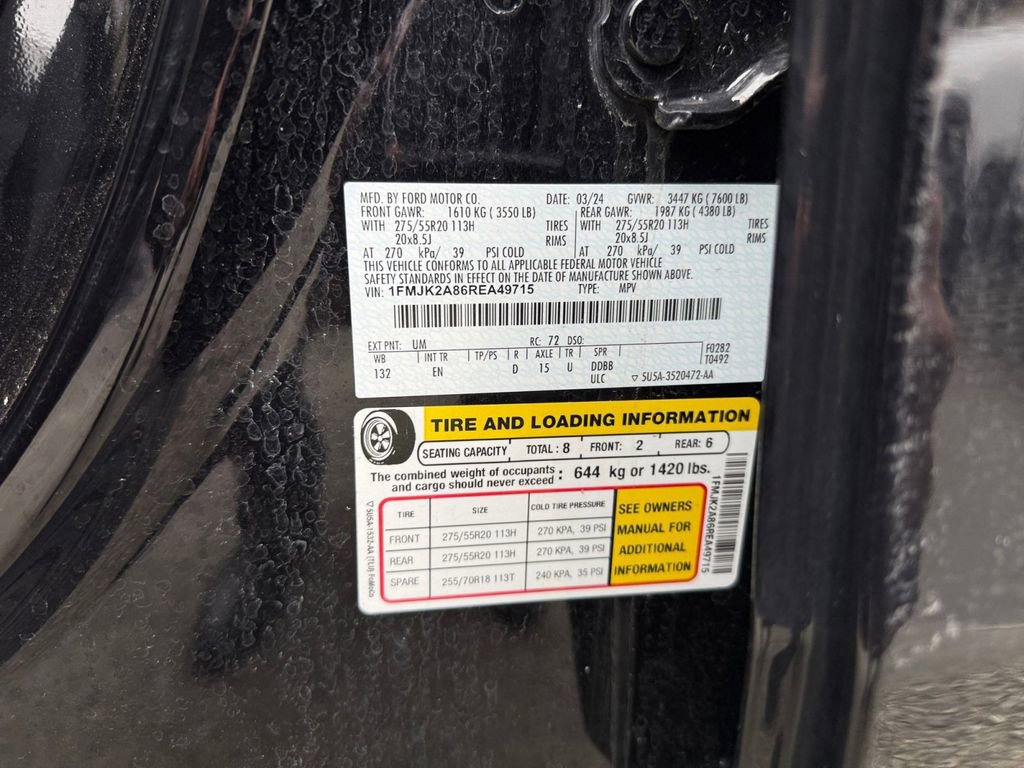 MFD. BY FORD MOTOR CO. DATE: 03/24 GVWR: 3447 KG ( 7600 LB)
FRONT GAWR: 1610 KG ( 3550 LB) REAR GAWR: 1987 KG ( 4380 LB)
WITH 275/55R20 113H TIRES 275/55R20 113H TIRES
20x8.5J RIMS 20x8.5J RIMS
AT 270 kPa/ 39 PSI COLD AT 270 kPa/ 39 PSI COLD
THIS VEHICLE CONFORMS TO ALL APPLICABLE FEDERAL MOTOR VEHICLE
SAFETY STANDARDS IN EFFECT ON THE DATE OF MANUFACTURE SHOWN ABOVE.
VIN: 1FMJK2A86REA49715 TYPE: MPV
EXT PNT: UM RC: 72 DSO:
WB INT TR TP/PS R AXLE TR SPR F0282
132 EN D 15 U DDBB T0492
ULC ▽ 5U5A-3520472-AA
TIRE AND LOADING INFORMATION
SEATING CAPACITY TOTAL : 8 FRONT: 2 REAR: 6
The combined weight of occupants
and cargo should never exceed : 644 kg or 1420 lbs.
TIRE SIZE COLD TIRE PRESSURE
FRONT 275/55R20 113H 270 KPA, 39 PSI
REAR 275/55R20 113H 270 KPA, 39 PSI
SPARE 255/70R18 113T 240 KPA, 35 PSI
SEE OWNERS
MANUAL FOR
ADDITIONAL
INFORMATION
1FMJK2A86REA49715
▽ 5U5A-1532-AA (TLU) FoMoCo